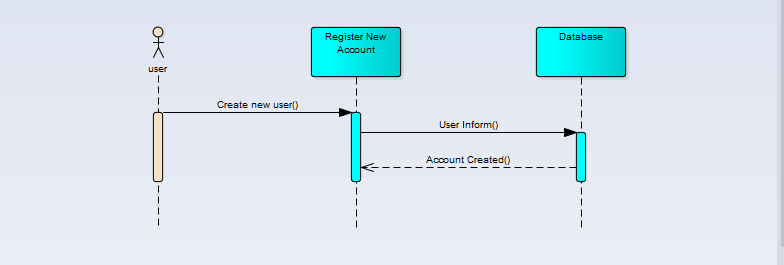 Register New
Account
Database
user
Create new user()
User Inform()
Account Created()